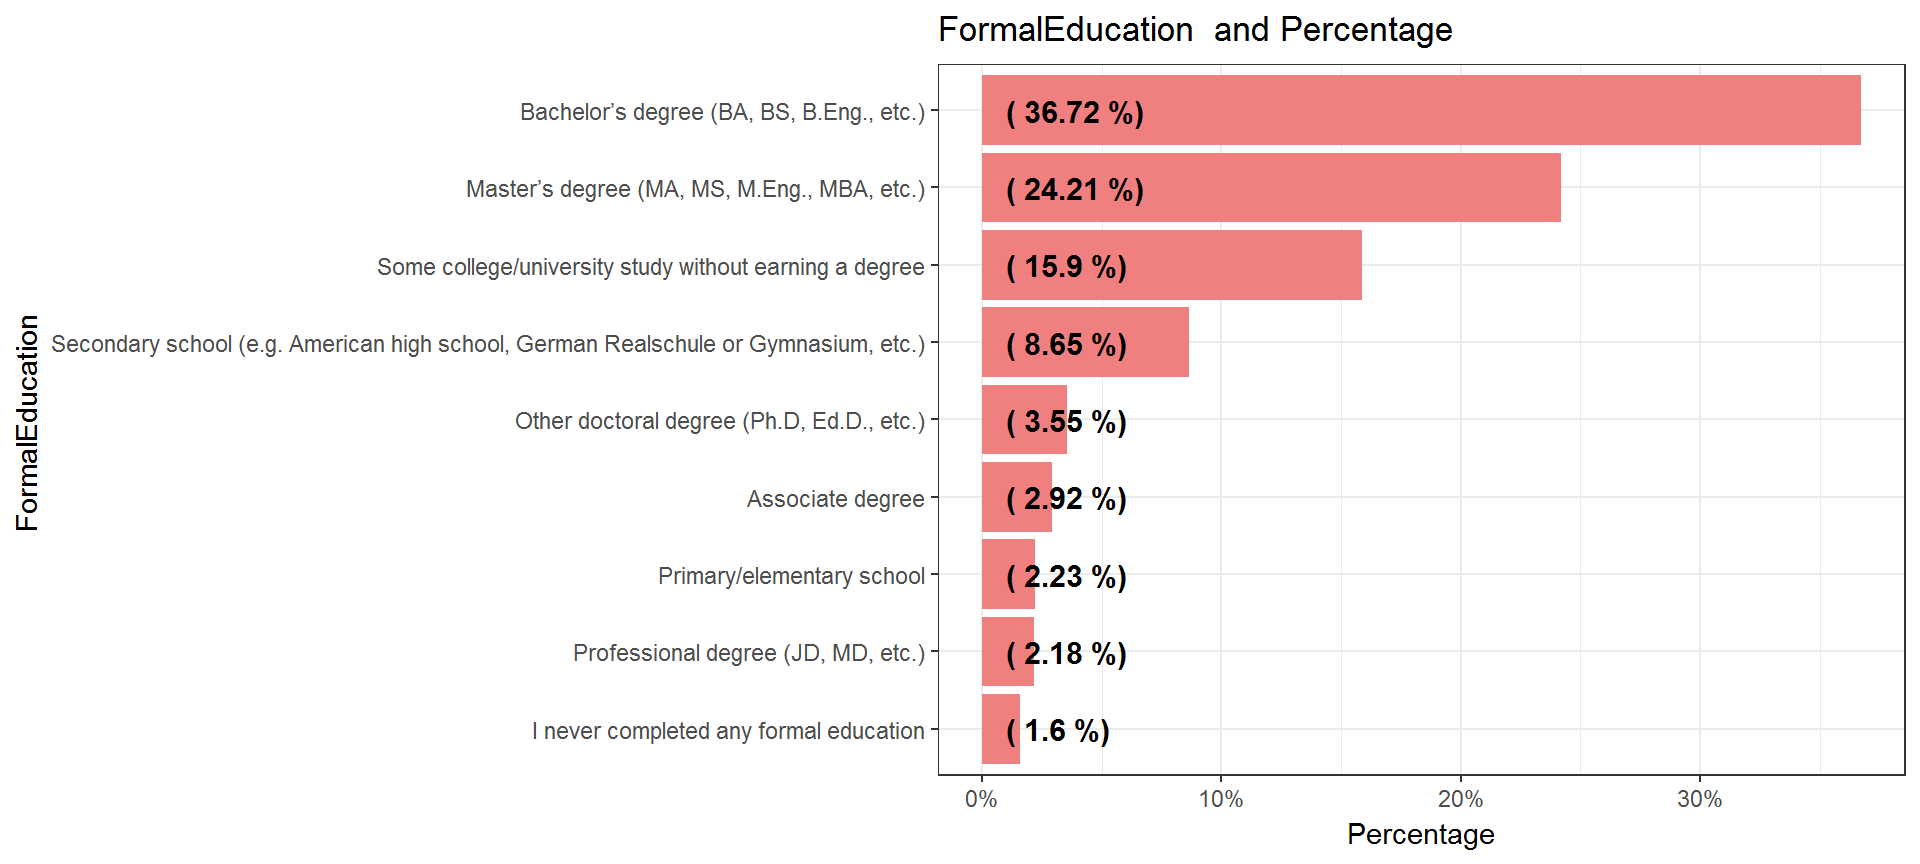 FormalEducation  and Percentage
Bachelor’s degree (BA, BS, B.Eng., etc.) ( 36.72 %)
Master’s degree (MA, MS, M.Eng., MBA, etc.) ( 24.21 %)
Some college/university study without earning a degree ( 15.9 %)
Secondary school (e.g. American high school, German Realschule or Gymnasium, etc.) ( 8.65 %)
Other doctoral degree (Ph.D, Ed.D., etc.) ( 3.55 %)
Associate degree ( 2.92 %)
Primary/elementary school ( 2.23 %)
Professional degree (JD, MD, etc.) ( 2.18 %)
I never completed any formal education ( 1.6 %)
FormalEducation
0% 10% 20% 30%
Percentage